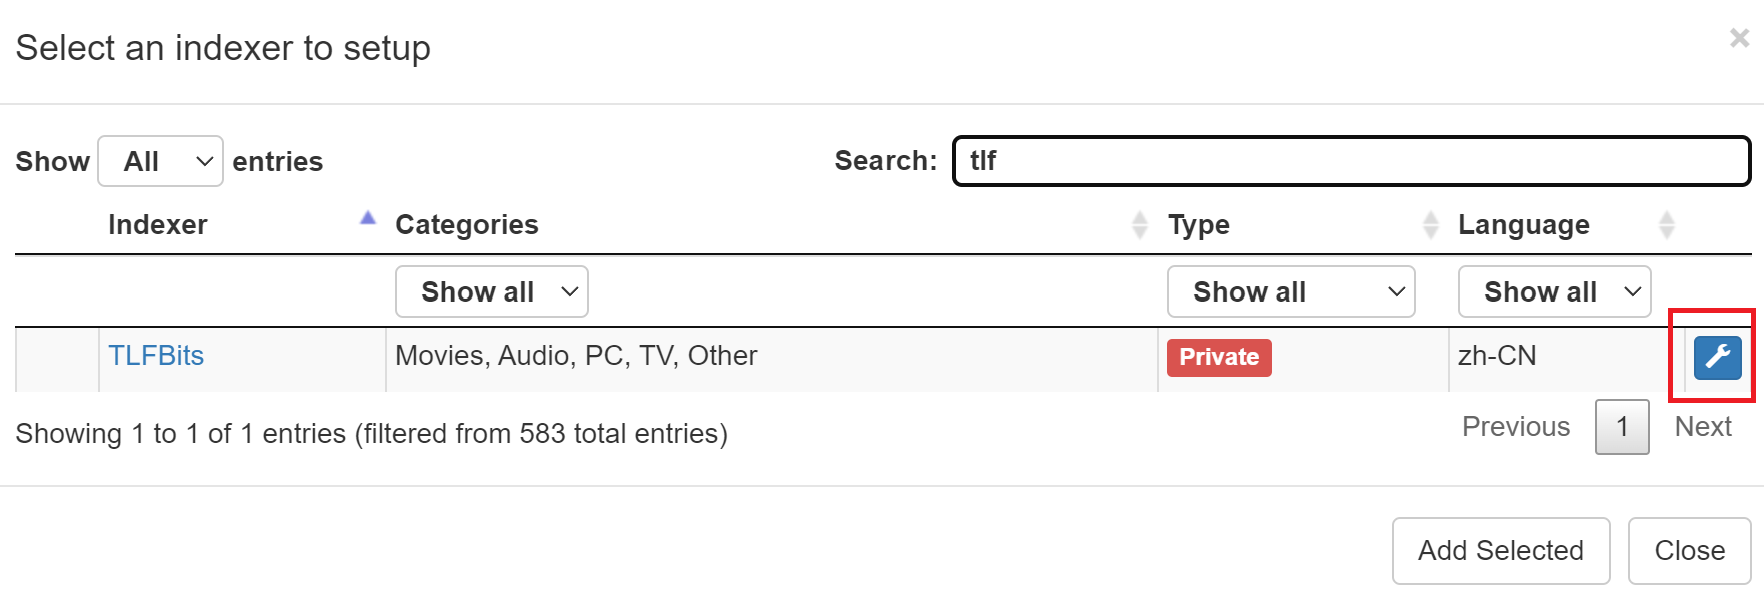 Select an indexer to setup
×
Show All entries
Search: tlf
Indexer Categories Type Language
Show all Show all Show all
TLFBits Movies, Audio, PC, TV, Other Private zh-CN
Showing 1 to 1 of 1 entries (filtered from 583 total entries)
Previous 1 Next
Add Selected Close